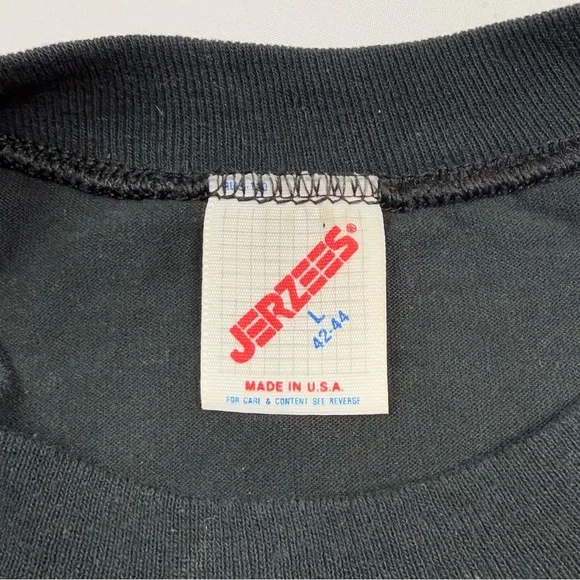 JERZEES®
L
42-44
MADE IN U.S.A.
FOR CARE & CONTENT SEE REVERSE